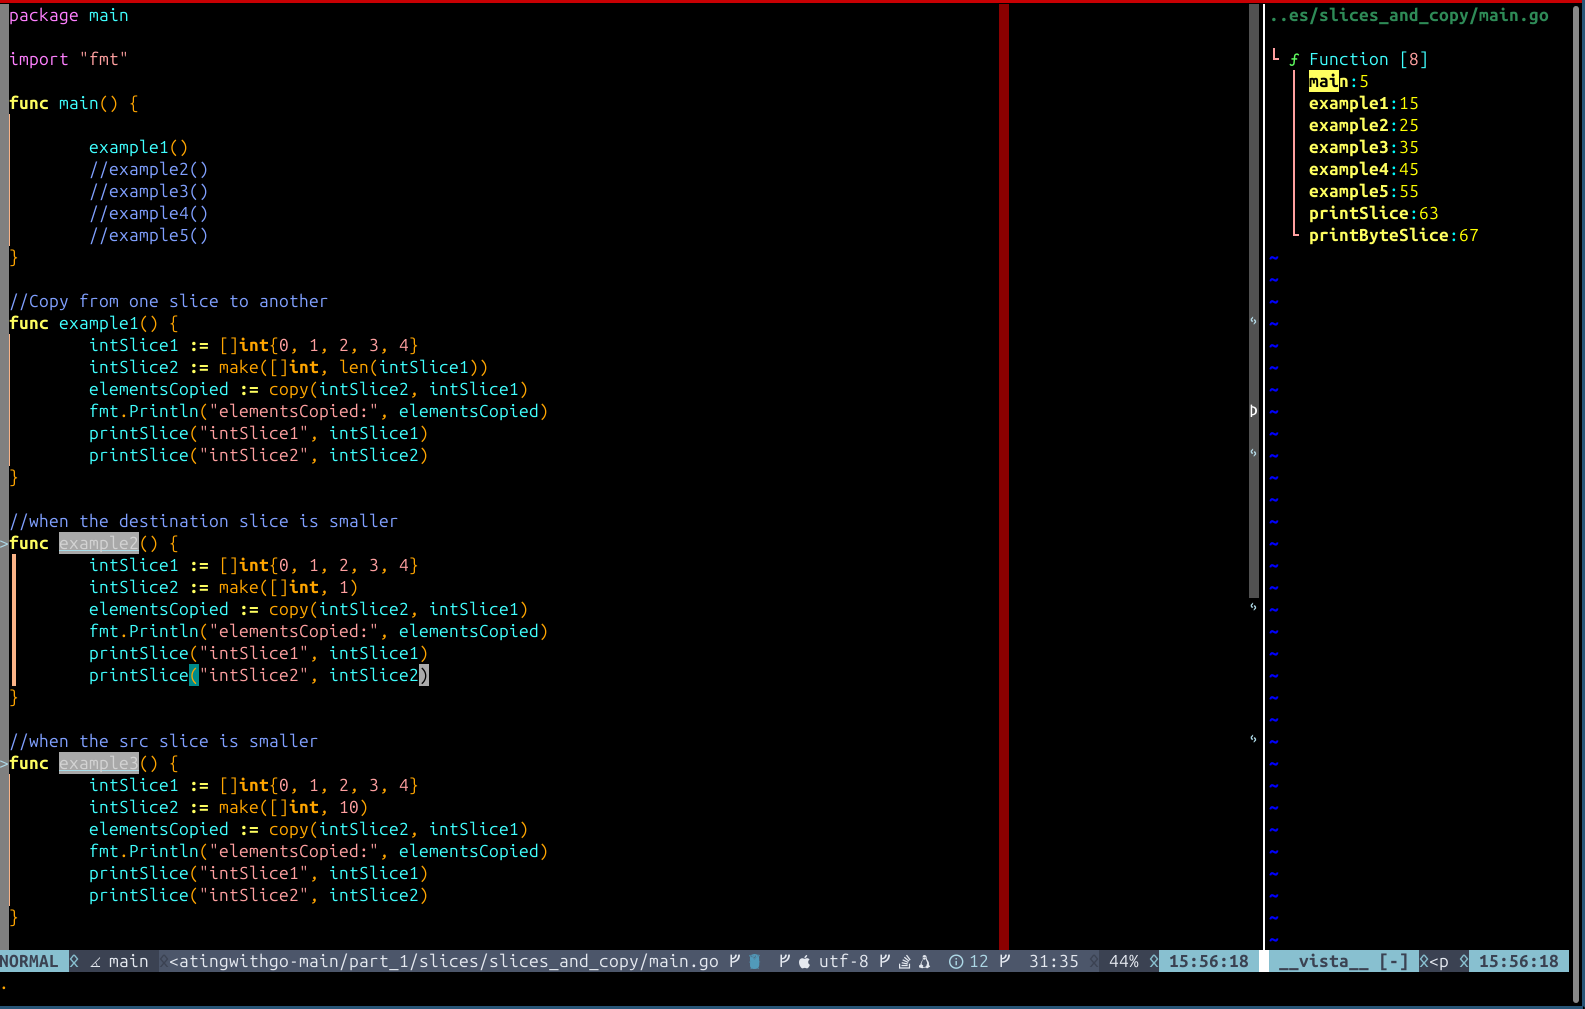 package main
import "fmt"
func main() {
example1()
//example2()
//example3()
//example4()
//example5()
}
//Copy from one slice to another
func example1() {
intSlice1 := []int{0, 1, 2, 3, 4}
intSlice2 := make([]int, len(intSlice1))
elementsCopied := copy(intSlice2, intSlice1)
fmt.Println("elementsCopied:", elementsCopied)
printSlice("intSlice1", intSlice1)
printSlice("intSlice2", intSlice2)
}
//when the destination slice is smaller
>func example2() {
intSlice1 := []int{0, 1, 2, 3, 4}
intSlice2 := make([]int, 1)
elementsCopied := copy(intSlice2, intSlice1)
fmt.Println("elementsCopied:", elementsCopied)
printSlice("intSlice1", intSlice1)
printSlice("intSlice2", intSlice2)
}
//when the src slice is smaller
>func example3() {
intSlice1 := []int{0, 1, 2, 3, 4}
intSlice2 := make([]int, 10)
elementsCopied := copy(intSlice2, intSlice1)
fmt.Println("elementsCopied:", elementsCopied)
printSlice("intSlice1", intSlice1)
printSlice("intSlice2", intSlice2)
}
..es/slices_and_copy/main.go
ƒ Function [8]
main:5
example1:15
example2:25
example3:35
example4:45
example5:55
printSlice:63
printByteSlice:67
NORMAL main <atingwithgo-main/part_1/slices/slices_and_copy/main.go utf-8 12 31:35 44% 15:56:18
__vista__ [-] <p 15:56:18
.